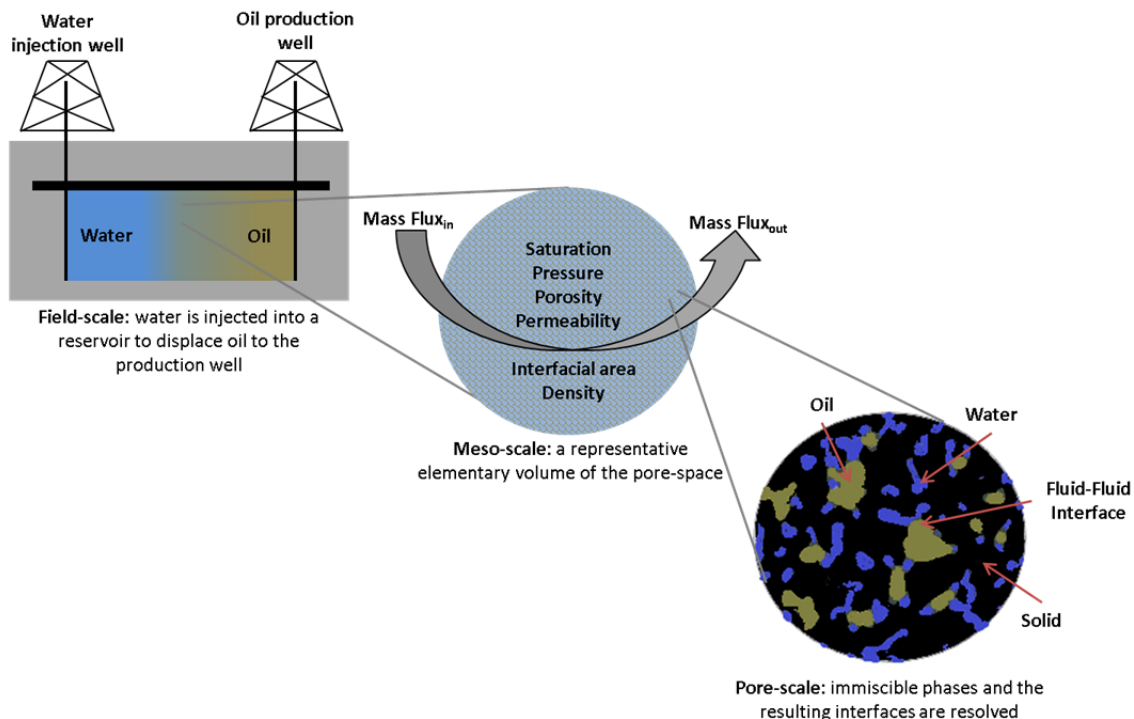 Water
injection well
Oil production
well
Water
Oil
Field-scale: water is injected into a
reservoir to displace oil to the
production well
Mass Flux_in
Mass Flux_out
Saturation
Pressure
Porosity
Permeability
Interfacial area
Density
Meso-scale: a representative
elementary volume of the pore-space
Oil
Water
Fluid-Fluid
Interface
Solid
Pore-scale: immiscible phases and the
resulting interfaces are resolved